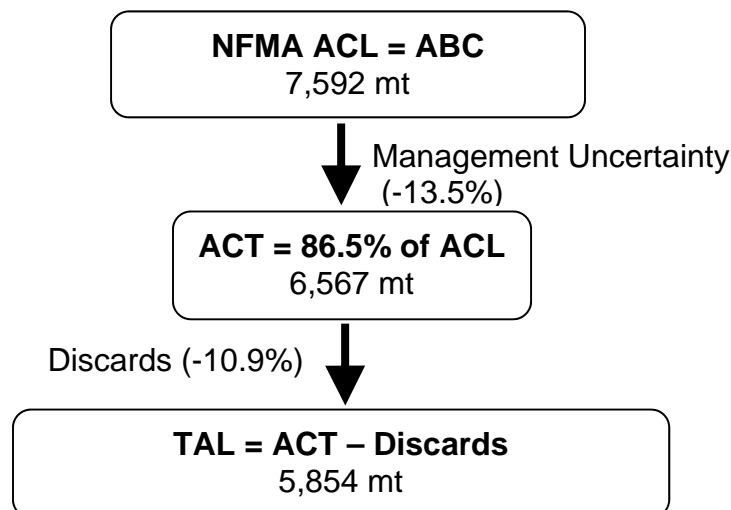 NFMA ACL = ABC
7,592 mt
Management Uncertainty
(-13.5%)
ACT = 86.5% of ACL
6,567 mt
Discards (-10.9%)
TAL = ACT – Discards
5,854 mt